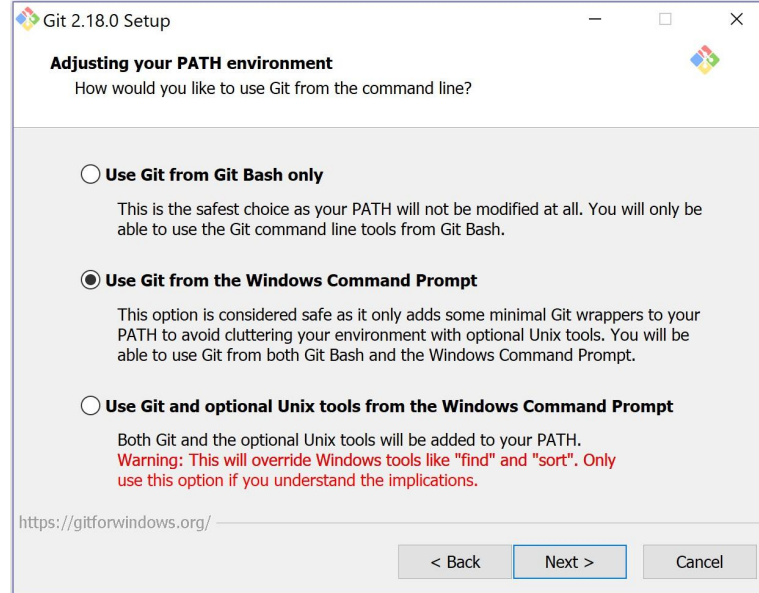 Git 2.18.0 Setup
Adjusting your PATH environment
How would you like to use Git from the command line?
Use Git from Git Bash only
This is the safest choice as your PATH will not be modified at all. You will only be
able to use the Git command line tools from Git Bash.
Use Git from the Windows Command Prompt
This option is considered safe as it only adds some minimal Git wrappers to your
PATH to avoid cluttering your environment with optional Unix tools. You will be
able to use Git from both Git Bash and the Windows Command Prompt.
Use Git and optional Unix tools from the Windows Command Prompt
Both Git and the optional Unix tools will be added to your PATH.
Warning: This will override Windows tools like "find" and "sort". Only
use this option if you understand the implications.
https://gitforwindows.org/
< Back Next > Cancel